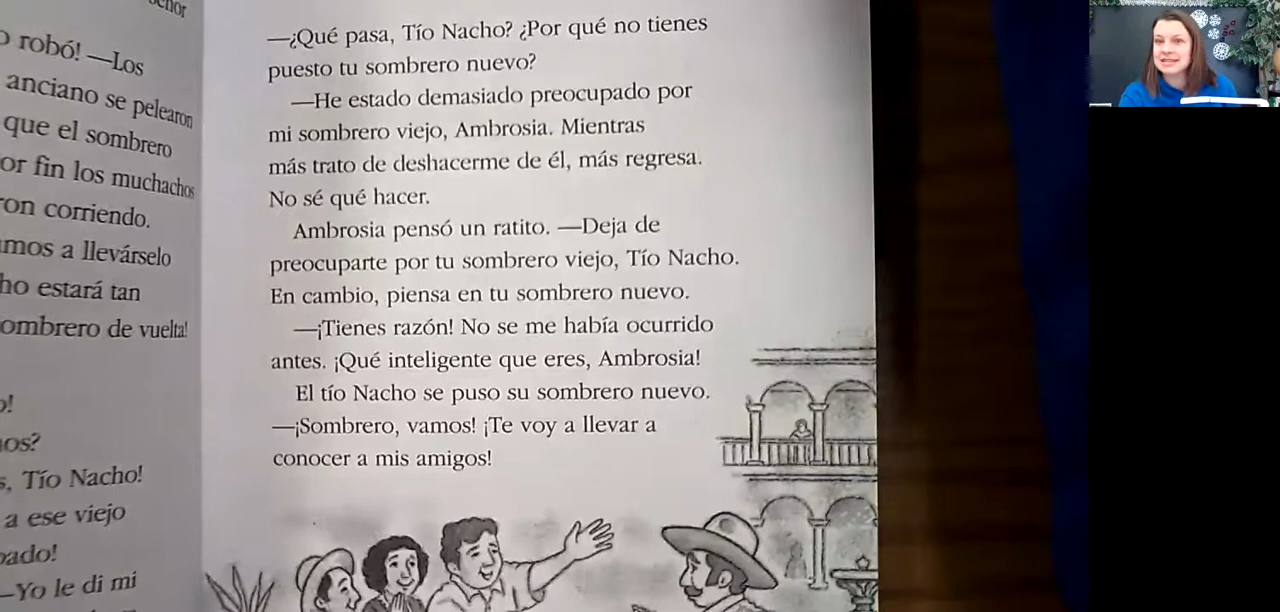 robó! —Los
anciano se pelearon
que el sombrero
or fin los muchachos
ron corriendo.
mos a llevárselo
ho estará tan
ombrero de vuelta!
o!
nos?
s, Tío Nacho!
a ese viejo
pado!
—Yo le di mi
—¿Qué pasa, Tío Nacho? ¿Por qué no tienes
puesto tu sombrero nuevo?
—He estado demasiado preocupado por
mi sombrero viejo, Ambrosia. Mientras
más trato de deshacerme de él, más regresa.
No sé qué hacer.
Ambrosia pensó un ratito. —Deja de
preocuparte por tu sombrero viejo, Tío Nacho.
En cambio, piensa en tu sombrero nuevo.
—¡Tienes razón! No se me había ocurrido
antes. ¡Qué inteligente que eres, Ambrosia!
El tío Nacho se puso su sombrero nuevo.
—¡Sombrero, vamos! ¡Te voy a llevar a
conocer a mis amigos!